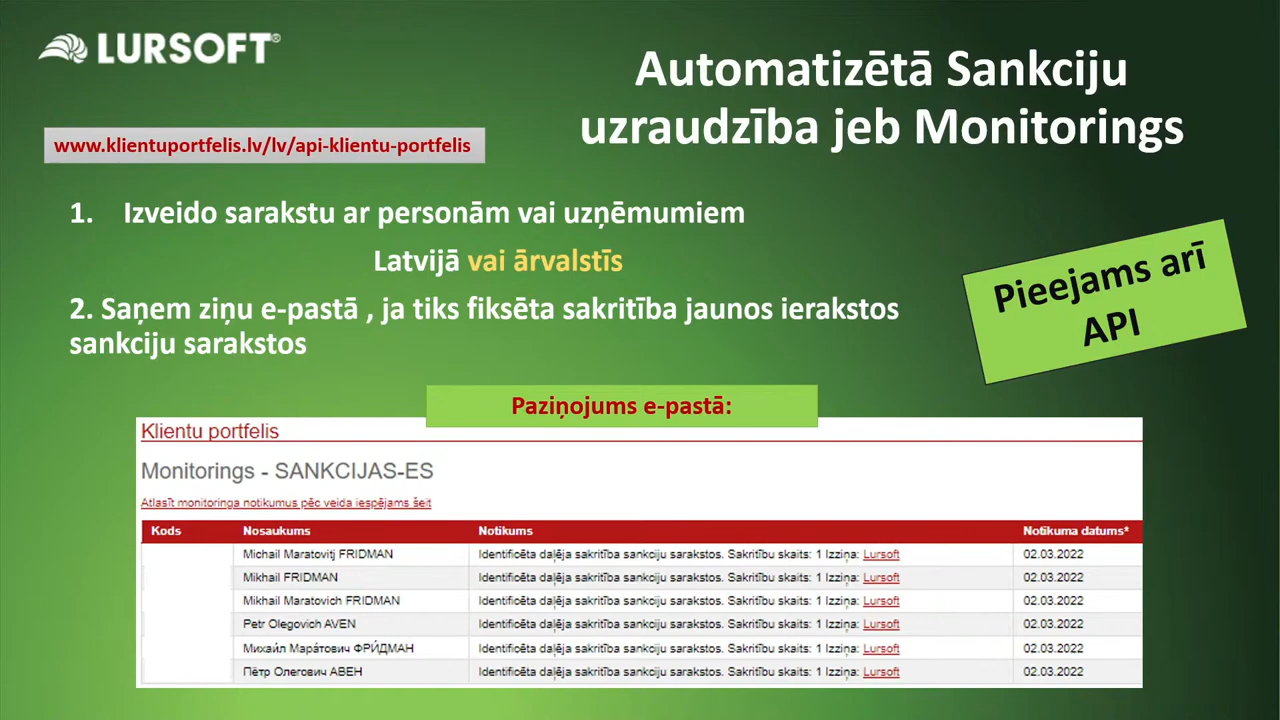 LURSOFT®
Automatizētā Sankciju
uzraudzība jeb Monitorings
www.klientuportfelis.lv/lv/api-klientu-portfelis
1. Izveido sarakstu ar personām vai uzņēmumiem
Latvijā vai ārvalstīs
2. Saņem ziņu e-pastā , ja tiks fiksēta sakritība jaunos ierakstos
sankciju sarakstos
Pieejams arī
API
Paziņojums e-pastā:
Klientu portfelis
Monitorings - SANKCIJAS-ES
Atlasīt monitoringa notikumus pēc veida iespējams šeit
Kods Nosaukums Notikums Notikuma datums*
Michail Maratovitj FRIDMAN Identificēta daļēja sakritība sankciju sarakstos. Sakritību skaits: 1 Izziņa: Lursoft 02.03.2022
Mikhail FRIDMAN Identificēta daļēja sakritība sankciju sarakstos. Sakritību skaits: 1 Izziņa: Lursoft 02.03.2022
Mikhail Maratovich FRIDMAN Identificēta daļēja sakritība sankciju sarakstos. Sakritību skaits: 1 Izziņa: Lursoft 02.03.2022
Petr Olegovich AVEN Identificēta daļēja sakritība sankciju sarakstos. Sakritību skaits: 1 Izziņa: Lursoft 02.03.2022
Михаи́л Мара́тович ФРИ́ДМАН Identificēta daļēja sakritība sankciju sarakstos. Sakritību skaits: 1 Izziņa: Lursoft 02.03.2022
Пётр Олегович АВЕН Identificēta daļēja sakritība sankciju sarakstos. Sakritību skaits: 1 Izziņa: Lursoft 02.03.2022